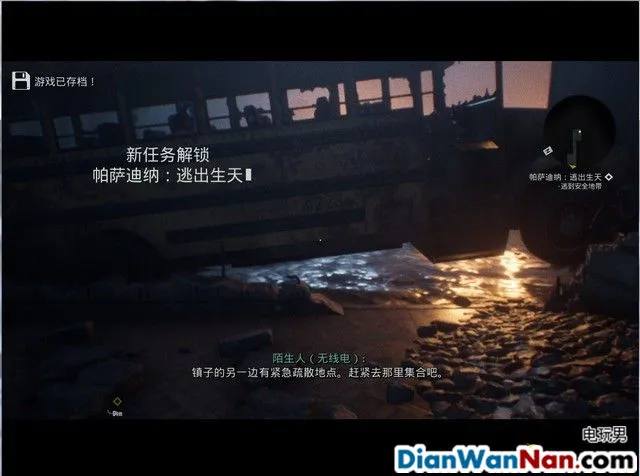 游戏已存档！
新任务解锁
帕萨迪纳：逃出生天
帕萨迪纳：逃出生天
·逃到安全地带
陌生人（无线电）：
镇子的另一边有紧急疏散地点。赶紧去那里集合吧。
电玩男
DianWanNan.com